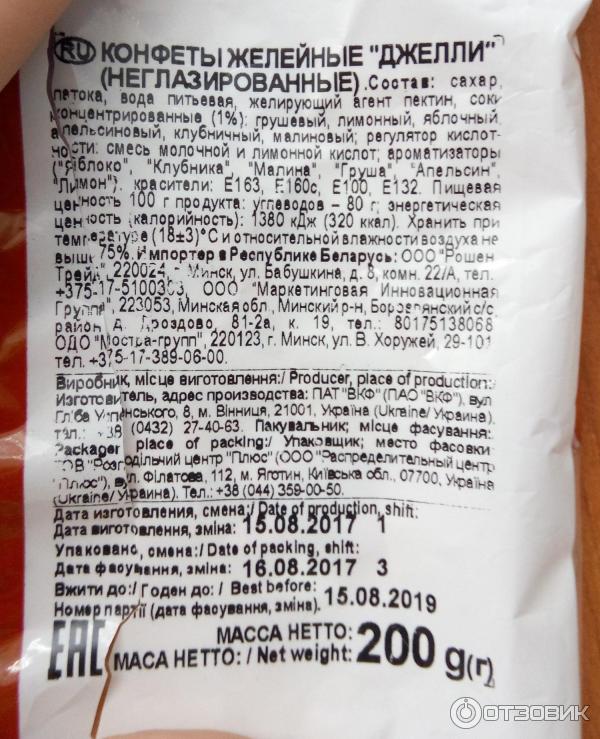 RU КОНФЕТЫ ЖЕЛЕЙНЫЕ "ДЖЕЛЛИ"
(НЕГЛАЗИРОВАННЫЕ).Состав: сахар,
патока, вода питьевая, желирующий агент пектин, соки
концентрированные (1%): грушевый, лимонный, яблочный,
апельсиновый, клубничный, малиновый; регулятор кислот-
ности: смесь молочной и лимонной кислот; ароматизаторы
("Яблоко", "Клубника", "Малина", "Груша", "Апельсин",
"Лимон"). красители: Е163, Е160с, Е100, Е132. Пищевая
ценность 100 г продукта: углеводов – 80 г; энергетическая
ценность (калорийность): 1380 кДж (320 ккал). Хранить при
температуре (18±3)°С и относительной влажности воздуха не
выше 75%. Импортер в Республике Беларусь: ООО "Рошен
Трейд", 220024, г. Минск, ул. Бабушкина, д. 8, комн. 22/А, тел.
ООО "Маркетинговая Инновационная
Группа", 223053, Минская обл., Минский р-н, Боровлянский с/с,
район д. Дроздово, 81-2а, к. 19, тел.: 80175138068
ОДО "Мостра-групп", 220123, г. Минск, ул. В. Хоружей, 29-101
тел. +375-17-389-06-00.
Виробник, місце виготовлення:/ Producer, place of production:/
Изготовитель, адрес производства: ПАТ "ВКФ" (ПАО "ВКФ"), вул
Гліба Успенського, 8, м. Вінниця, 21001, Україна (Ukraine/ Украина).
тел.: +38 (0432) 27-40-63. Пакувальник; місце фасування:
Packager place of packing:/ Упаковщик; место фасовки
ТОВ "Розподільчий центр "Плюс" (ООО "Распределительный центр
"Плюс"), вул. Філатова, 112, м. Яготин, Київська обл., 07700, Україна
(Ukraine/ Украина). Тел.: +38 (044) 359-00-50.
Дата изготовления, смена:/ Date of production, shift:
Дата виготовлення, зміна: 15.08.2017 1
Упаковано, смена:/ Date of packing, shift:
Дата фасування, зміна: 16.08.2017 3
Вжити до:/ Годен до: / Best before: 15.08.2019
Номер партії (дата фасування, зміна).
EAC МАССА НЕТТО: 200 g(г)
МАСА НЕТТО: / Net weight:
ОТЗОВИК